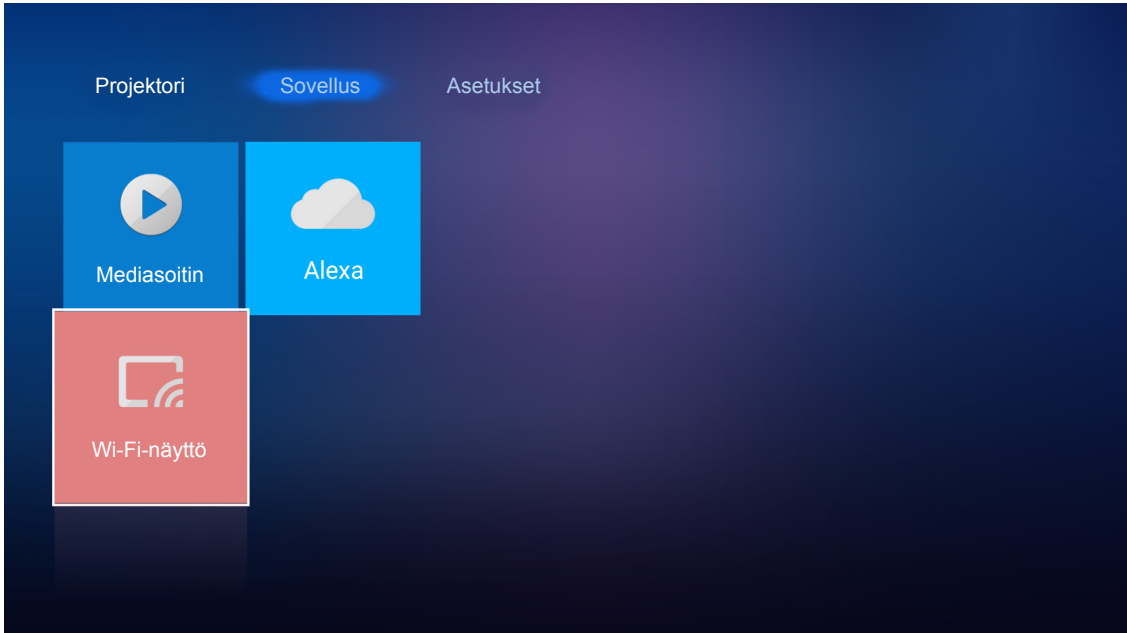 Projektori
Sovellus
Asetukset
Mediasoitin
Alexa
Wi-Fi-näyttö